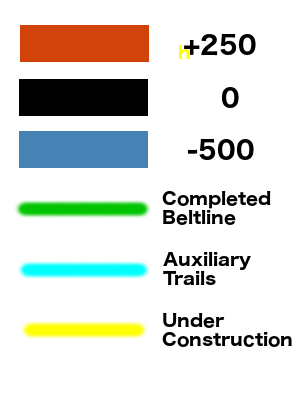 +250
0
-500
Completed
Beltline
Auxiliary
Trails
Under
Construction